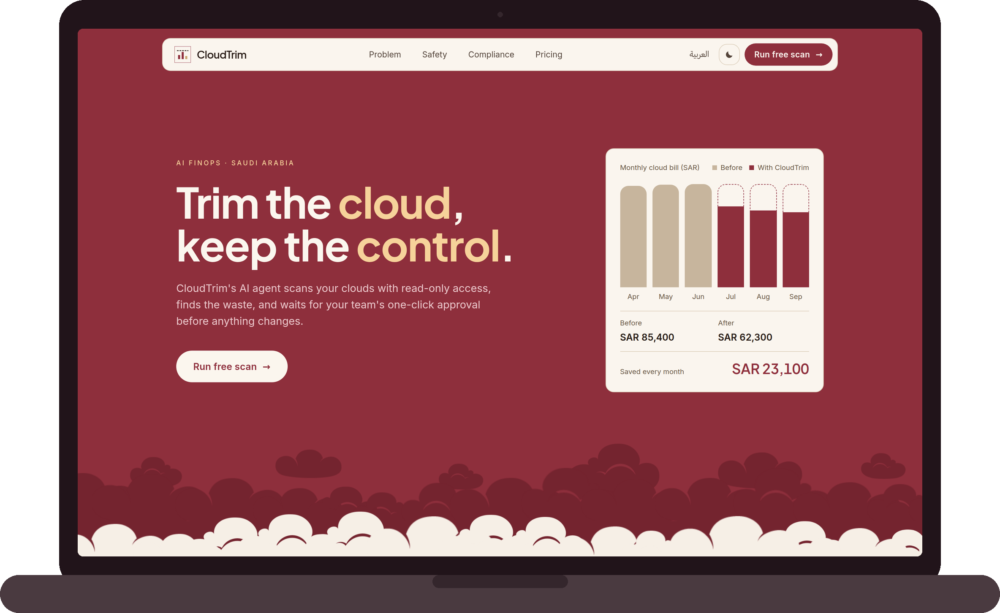 CloudTrim
Problem Safety Compliance Pricing
العربية
Run free scan →
AI FINOPS · SAUDI ARABIA
Trim the cloud,
keep the control.
CloudTrim's AI agent scans your clouds with read-only access,
finds the waste, and waits for your team's one-click approval
before anything changes.
Run free scan →
Monthly cloud bill (SAR) Before With CloudTrim
Apr May Jun Jul Aug Sep
Before After
SAR 85,400 SAR 62,300
Saved every month SAR 23,100